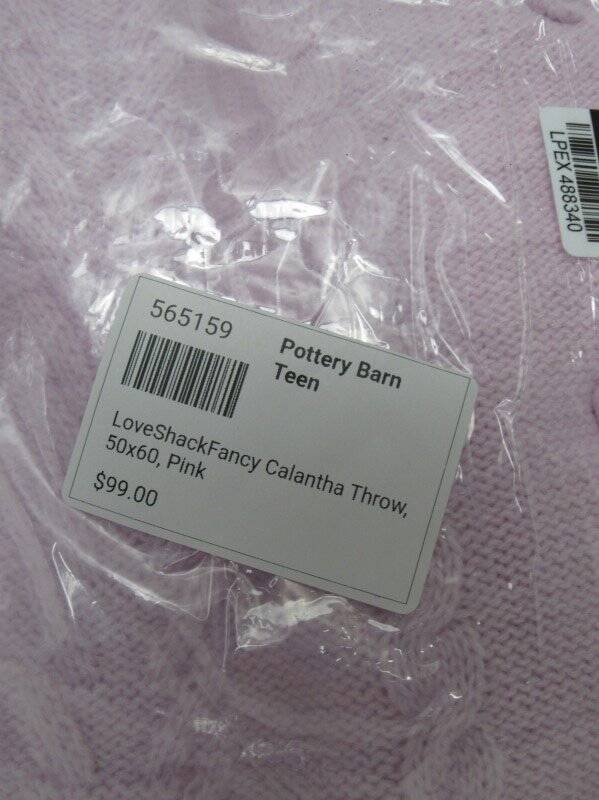 LPEX 488340
565159
Pottery Barn
Teen
LoveShackFancy Calantha Throw,
50x60, Pink
$99.00